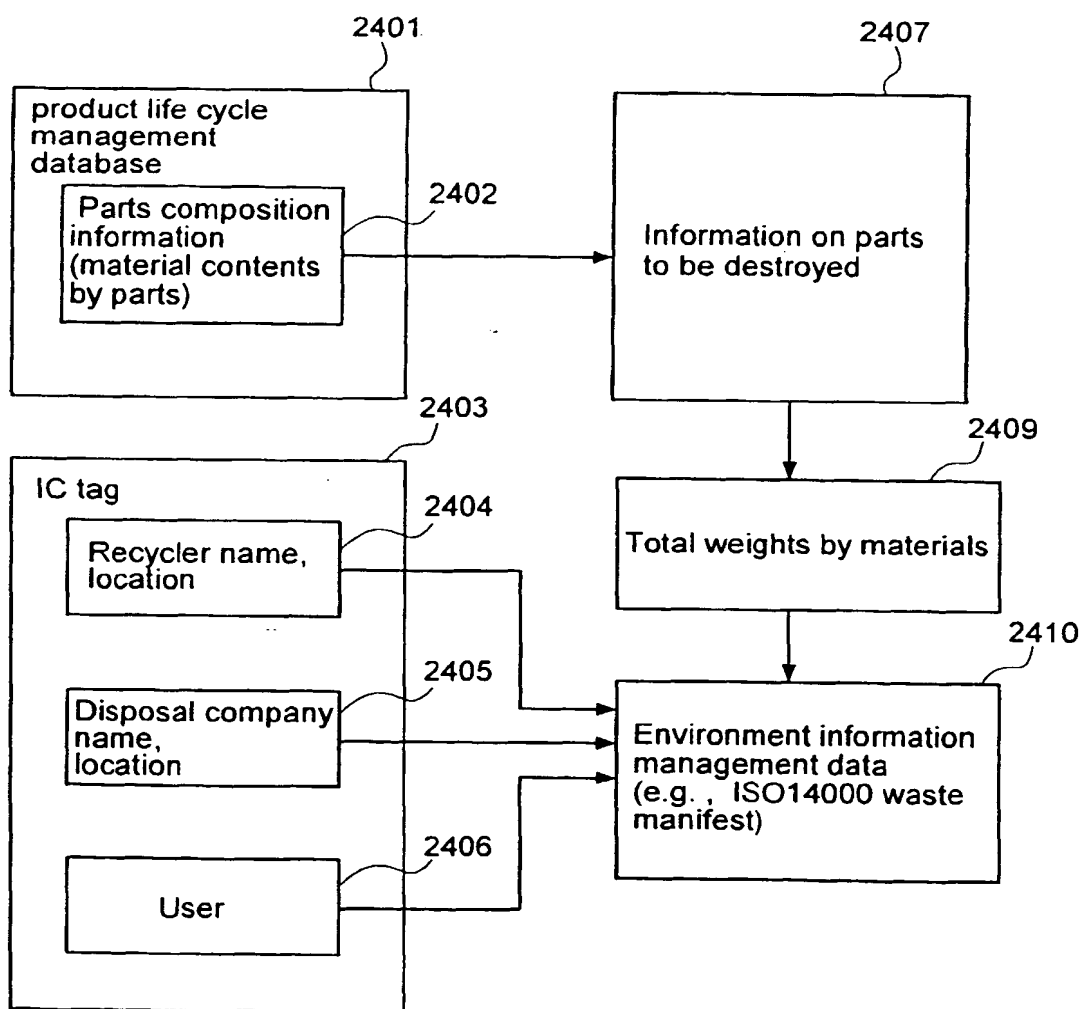 2401
product life cycle
management
database
2402
Parts composition
information
(material contents
by parts)
2407
Information on parts
to be destroyed
2403
IC tag
2404
Recycler name,
location
2405
Disposal company
name,
location
2406
User
2409
Total weights by materials
2410
Environment information
management data
(e.g. , ISO14000 waste
manifest)